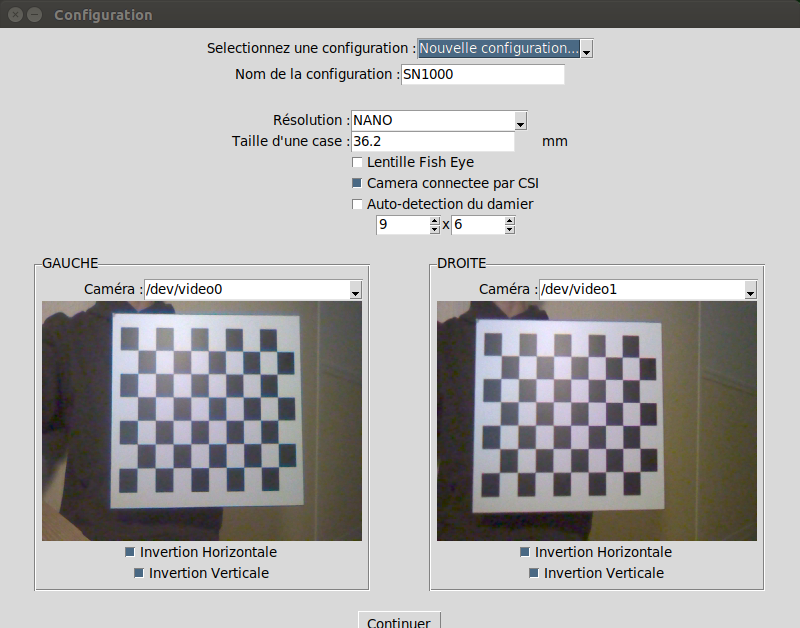 Configuration
Selectionnez une configuration : Nouvelle configuration...
Nom de la configuration : SN1000
Résolution : NANO
Taille d'une case : 36.2 mm
Lentille Fish Eye
Camera connectee par CSI
Auto-detection du damier
9 x 6
GAUCHE
Caméra : /dev/video0
Invertion Horizontale
Invertion Verticale
DROITE
Caméra : /dev/video1
Invertion Horizontale
Invertion Verticale
Continuer